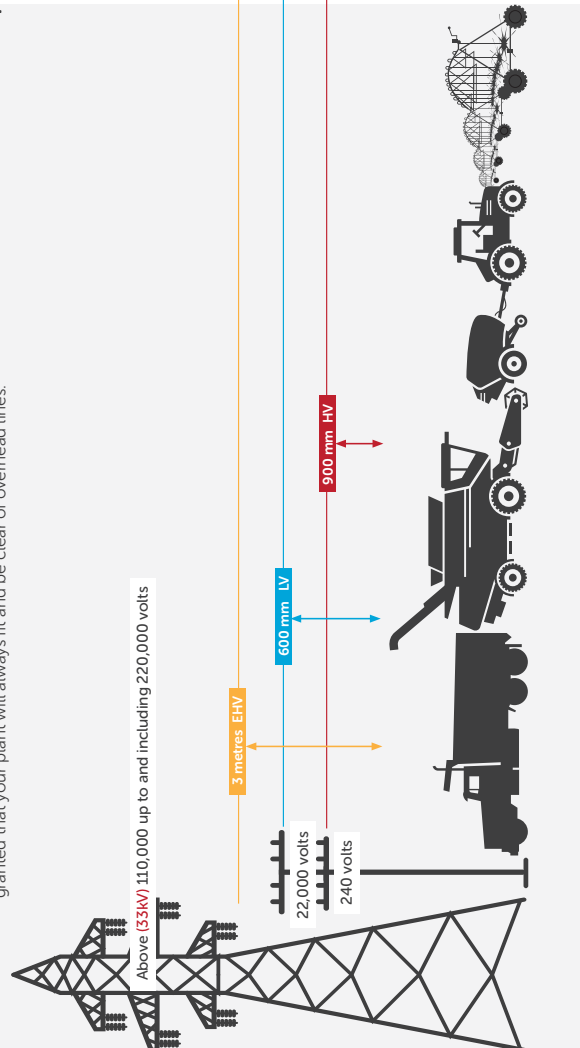 granted that your plant will always fit and be clear of overhead lines.
Above (33kV) 110,000 up to and including 220,000 volts
3 metres EHV
600 mm LV
22,000 volts
900 mm HV
240 volts